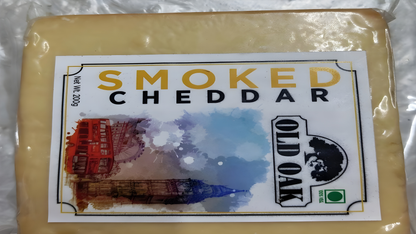 SMOKED
CHEDDAR
Net Wt. 200g
OLD OAK